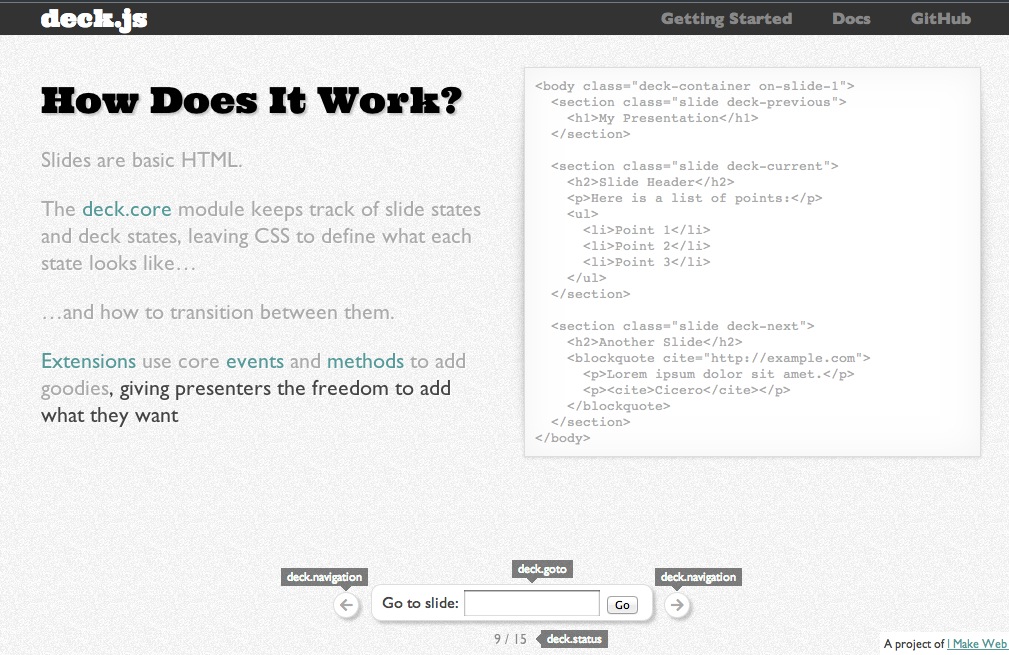 deck.js
Getting Started
Docs
GitHub
How Does It Work?
Slides are basic HTML.
The deck.core module keeps track of slide states
and deck states, leaving CSS to define what each
state looks like…
…and how to transition between them.
Extensions use core events and methods to add
goodies, giving presenters the freedom to add
what they want
<body class="deck-container on-slide-1">
<section class="slide deck-previous">
<h1>My Presentation</h1>
</section>
<section class="slide deck-current">
<h2>Slide Header</h2>
<p>Here is a list of points:</p>
<ul>
<li>Point 1</li>
<li>Point 2</li>
<li>Point 3</li>
</ul>
</section>
<section class="slide deck-next">
<h2>Another Slide</h2>
<blockquote cite="http://example.com">
<p>Lorem ipsum dolor sit amet.</p>
<p><cite>Cicero</cite></p>
</blockquote>
</section>
</body>
deck.navigation
deck.goto
deck.navigation
Go to slide:
Go
9 / 15
deck.status
A project of I Make Web